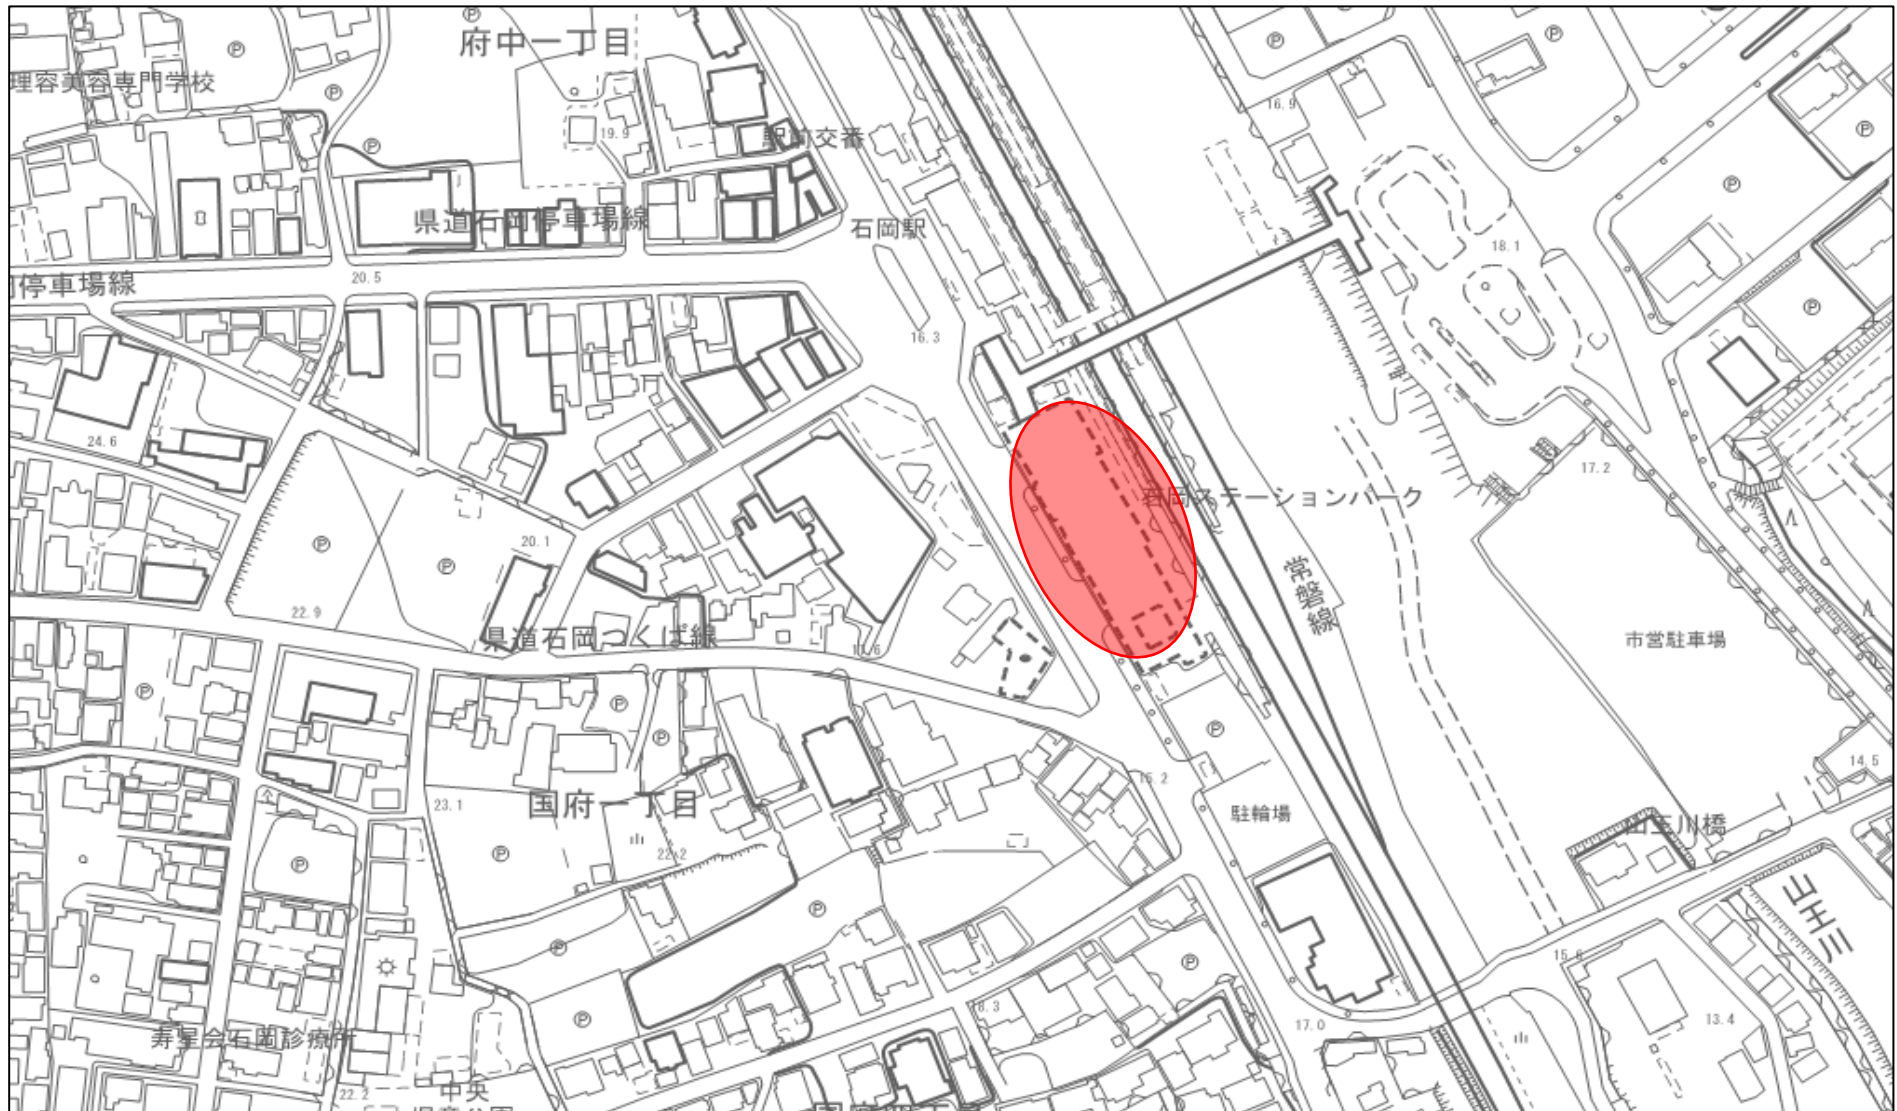 府中一丁目
理容美容専門学校
Ⓟ
Ⓟ
Ⓟ
Ⓟ
Ⓟ
Ⓟ
Ⓟ
16.9
19.9
駅前交番
県道石岡停車場線
石岡駅
18.1
停車場線
20.5
16.3
Ⓟ
24.6
17.2
石岡ステーションパーク
20.1
Ⓟ
Ⓟ
常磐線
22.9
県道石岡つくば線
市営駐車場
Ⓟ
Ⓟ
Ⓟ
Ⓟ
15.2
14.5
23.1
国府一丁目
駐輪場
山王川橋
22.2
Ⓟ
Ⓟ
Ⓟ
Ⓟ
山王川
15.6
Ⓟ
Ⓟ
17.0
13.4
寿星会石岡診療所
22.2
中央